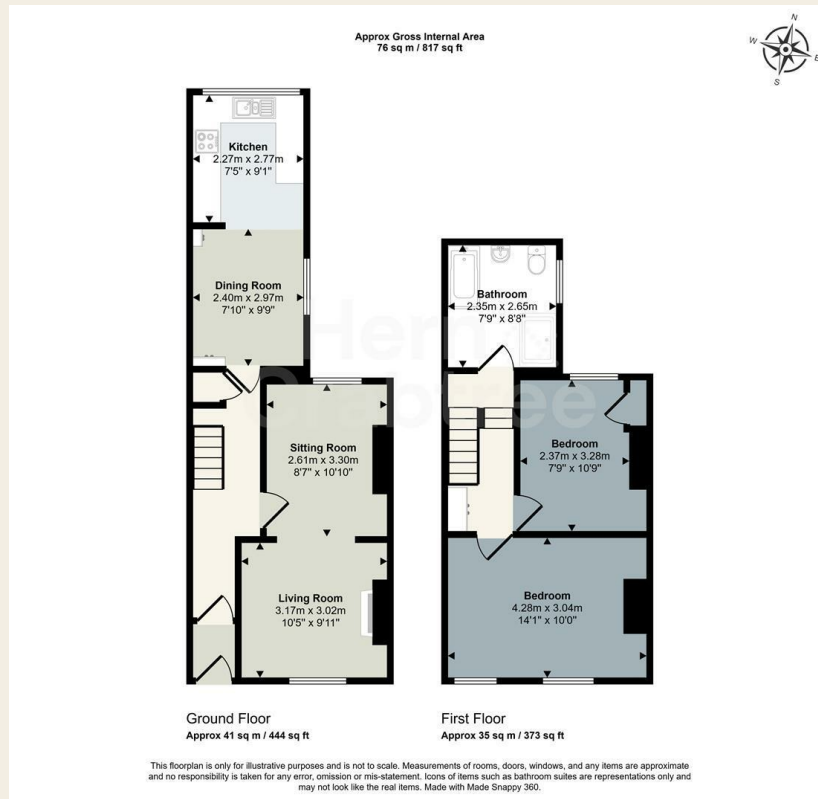 Approx Gross Internal Area
76 sq m / 817 sq ft
N
W
E
S
Kitchen
2.27m x 2.77m
7'5" x 9'1"
Dining Room
2.40m x 2.97m
7'10" x 9'9"
Bathroom
2.35m x 2.65m
7'9" x 8'8"
Hern
Crabtree
Sitting Room
2.61m x 3.30m
8'7" x 10'10"
Bedroom
2.37m x 3.28m
7'9" x 10'9"
Living Room
3.17m x 3.02m
10'5" x 9'11"
Bedroom
4.28m x 3.04m
14'1" x 10'0"
Ground Floor
Approx 41 sq m / 444 sq ft
First Floor
Approx 35 sq m / 373 sq ft
This floorplan is only for illustrative purposes and is not to scale. Measurements of rooms, doors, windows, and any items are approximate
and no responsibility is taken for any error, omission or mis-statement. Icons of items such as bathroom suites are representations only and
may not look like the real items. Made with Made Snappy 360.